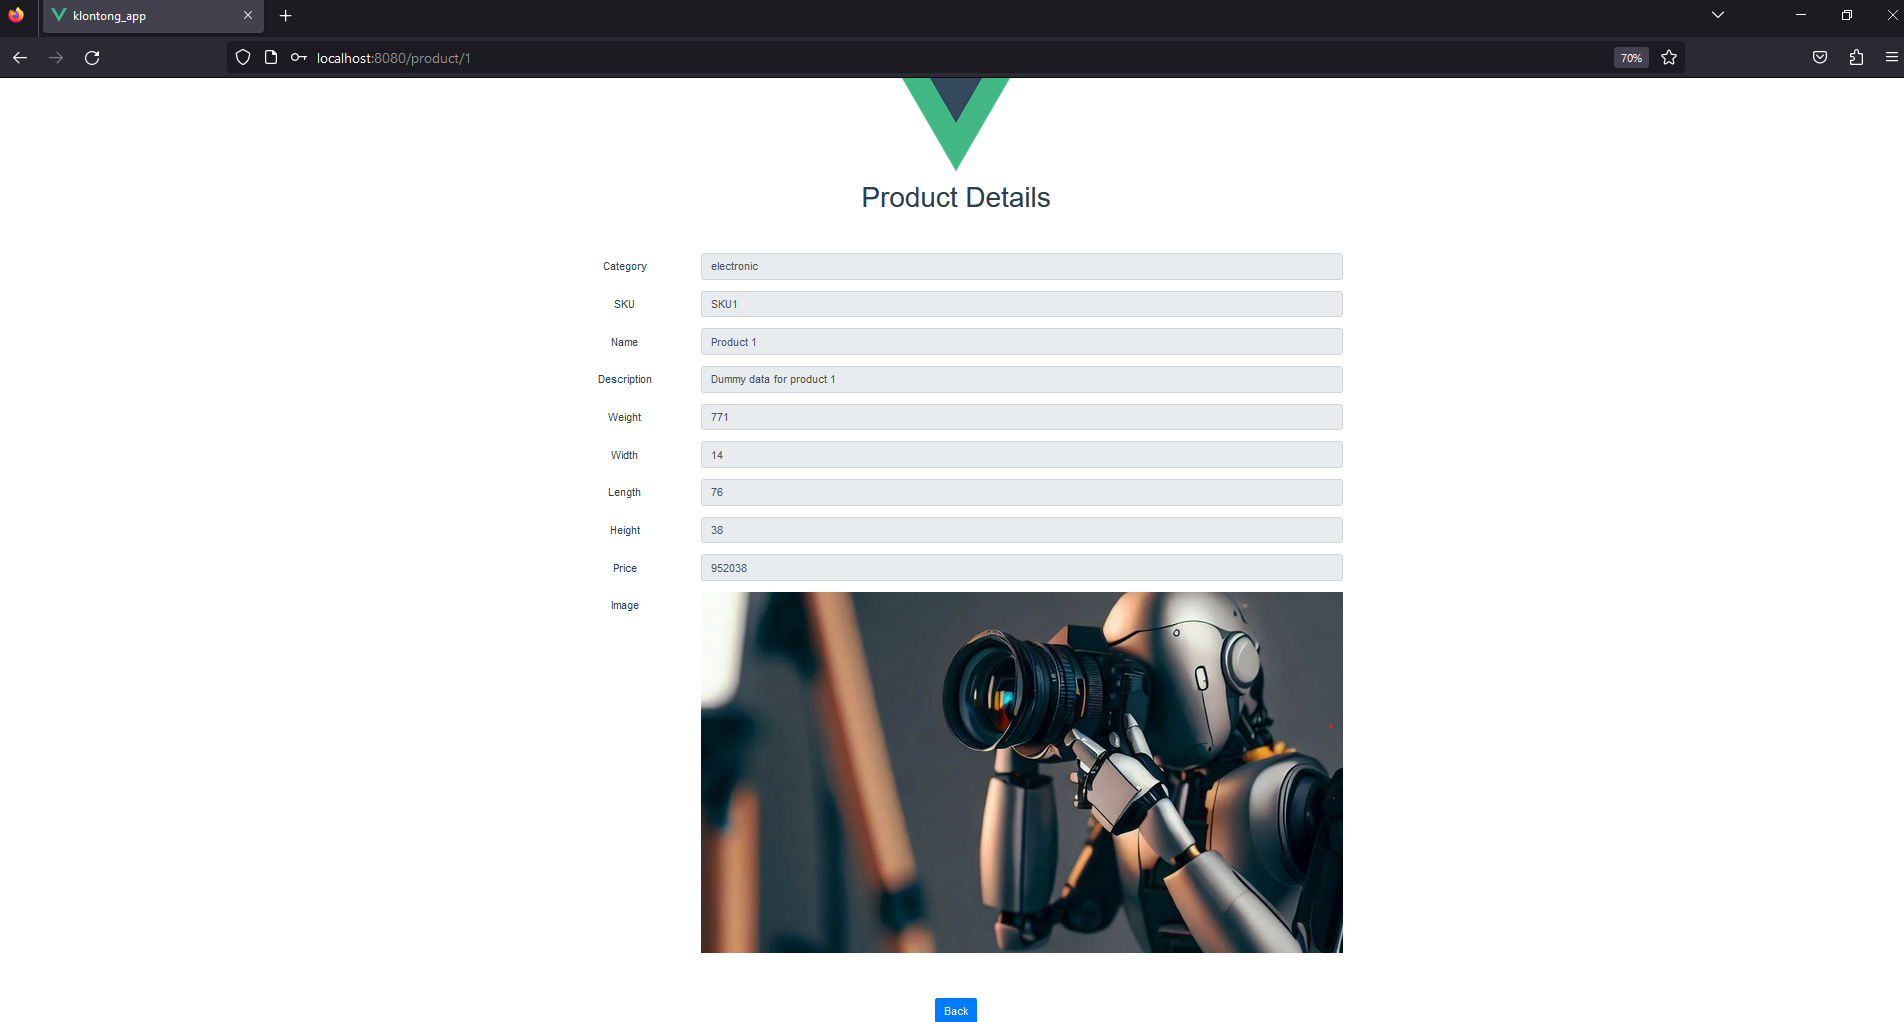 klontong_app
localhost:8080/product/1
70%
Product Details
Category electronic
SKU SKU1
Name Product 1
Description Dummy data for product 1
Weight 771
Width 14
Length 76
Height 38
Price 952038
Image
Back